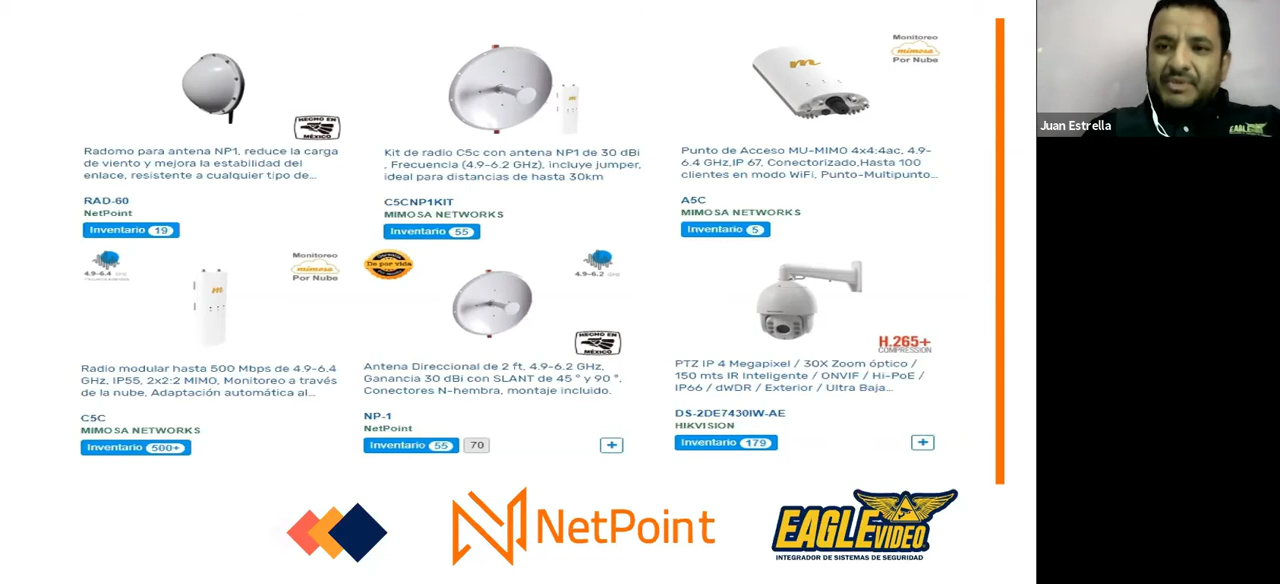 HECHO EN
MÉXICO
Radomo para antena NP1, reduce la carga
de viento y mejora la estabilidad del
enlace, resistente a cualquier tipo de...
RAD-60
NetPoint
Inventario 19
Kit de radio C5c con antena NP1 de 30 dBi
, Frecuencia (4.9-6.2 GHz), incluye jumper,
ideal para distancias de hasta 30km
C5CNP1KIT
MIMOSA NETWORKS
Inventario 55
Monitoreo
mimosa
Por Nube
Punto de Acceso MU-MIMO 4x4:4ac, 4.9-
6.4 GHz,IP 67, Conectorizado,Hasta 100
clientes en modo WiFi, Punto-Multipunto...
A5C
MIMOSA NETWORKS
Inventario 5
4.9-6.4 GHz
Monitoreo
mimosa
Por Nube
Radio modular hasta 500 Mbps de 4.9-6.4
GHz, IP55, 2x2:2 MIMO, Monitoreo a través
de la nube, Adaptación automática al...
C5C
MIMOSA NETWORKS
Inventario 500+
De por vida
4.9-6.2 GHz
HECHO EN
MÉXICO
Antena Direccional de 2 ft, 4.9-6.2 GHz,
Ganancia 30 dBi con SLANT de 45 ° y 90 °,
Conectores N-hembra, montaje incluido.
NP-1
NetPoint
Inventario 55 70
+
H.265+
COMPRESSION
PTZ IP 4 Megapixel / 30X Zoom óptico /
150 mts IR Inteligente / ONVIF / Hi-PoE /
IP66 / dWDR / Exterior / Ultra Baja...
DS-2DE7430IW-AE
HIKVISION
Inventario 179
+
NetPoint
EAGLE VIDEO
INTEGRADOR DE SISTEMAS DE SEGURIDAD
Juan Estrella
EAGLE